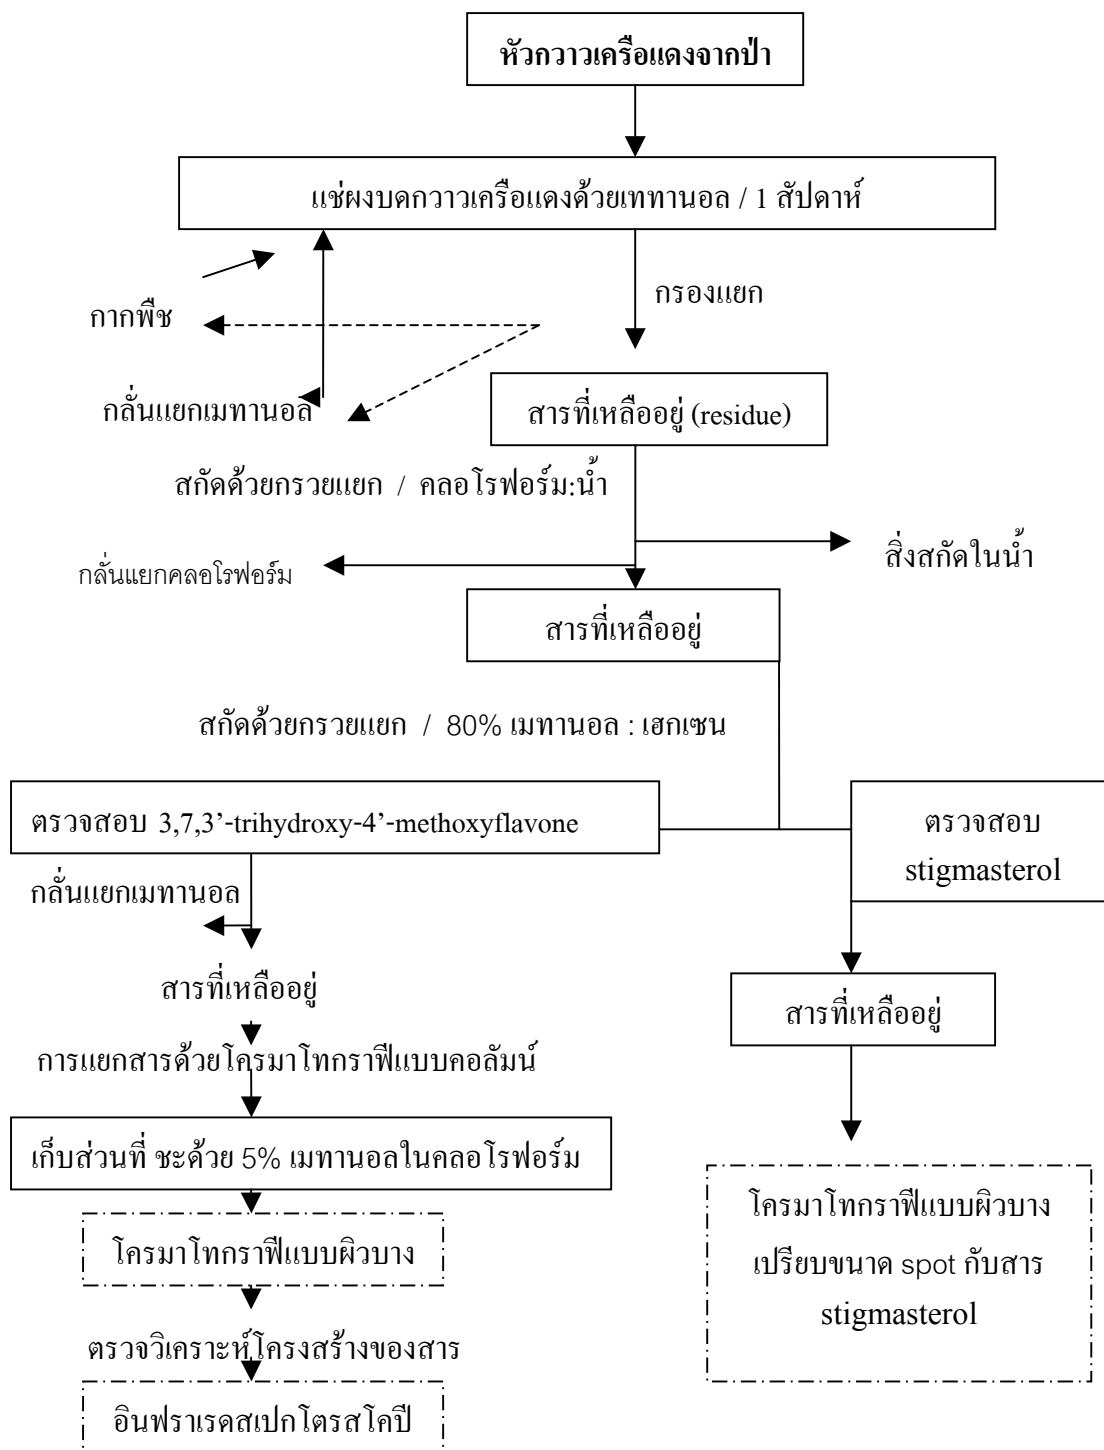 หัวกวาวเครือแดงจากป่า
แช่ผงบดกวาวเครือแดงด้วยเททานอล / 1 สัปดาห์
กรองแยก
กากพืช
กลั่นแยกเมทานอล
สารที่เหลืออยู่ (residue)
สกัดด้วยกรวยแยก / คลอโรฟอร์ม:น้ำ
สิ่งสกัดในน้ำ
กลั่นแยกคลอโรฟอร์ม
สารที่เหลืออยู่
สกัดด้วยกรวยแยก / 80% เมทานอล : เฮกเซน
ตรวจสอบ 3,7,3’-trihydroxy-4’-methoxyflavone
ตรวจสอบ
stigmasterol
กลั่นแยกเมทานอล
สารที่เหลืออยู่
สารที่เหลืออยู่
การแยกสารด้วยโครมาโทกราฟีแบบคอลัมน์
เก็บส่วนที่ ชะด้วย 5% เมทานอลในคลอโรฟอร์ม
โครมาโทกราฟีแบบผิวบาง
เปรียบขนาด spot กับสาร
stigmasterol
โครมาโทกราฟีแบบผิวบาง
ตรวจวิเคราะห์โครงสร้างของสาร
อินฟราเรดสเปกโตรสโคปี